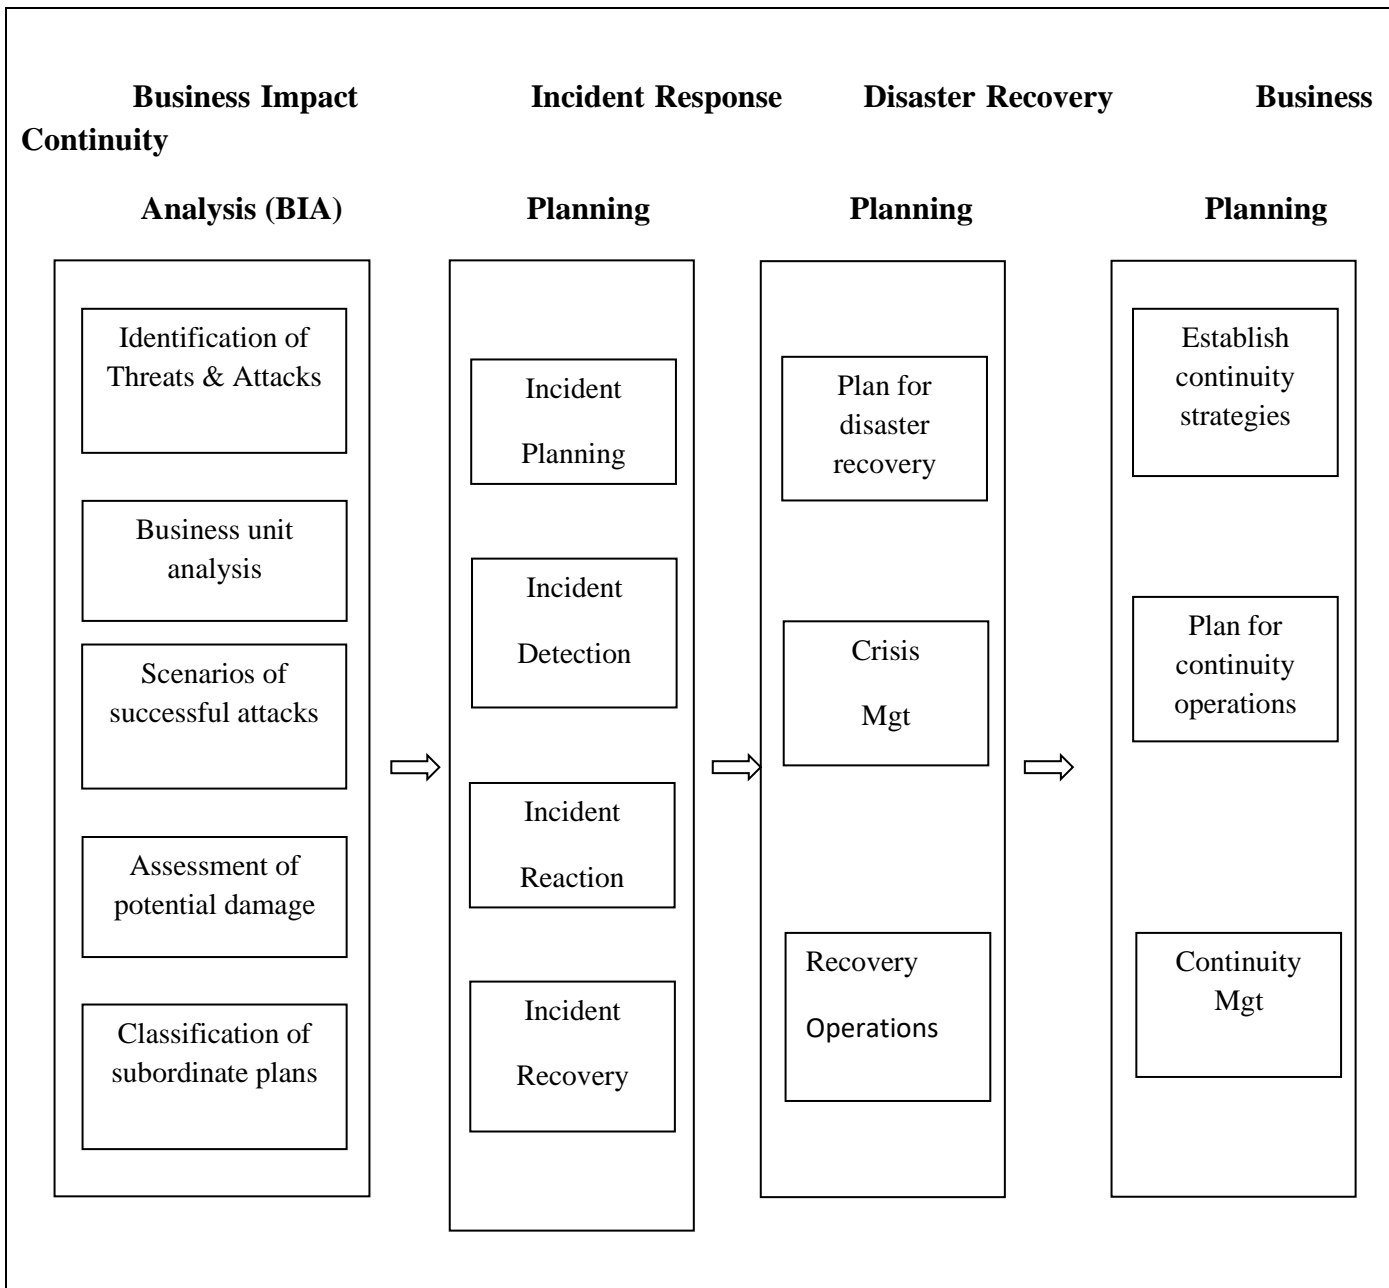 Business Impact Incident Response Disaster Recovery Business
Continuity
Analysis (BIA) Planning Planning Planning
Identification of
Threats & Attacks
Business unit
analysis
Scenarios of
successful attacks
Assessment of
potential damage
Classification of
subordinate plans
Incident
Planning
Incident
Detection
Incident
Reaction
Incident
Recovery
Plan for
disaster
recovery
Crisis
Mgt
Recovery
Operations
Establish
continuity
strategies
Plan for
continuity
operations
Continuity
Mgt